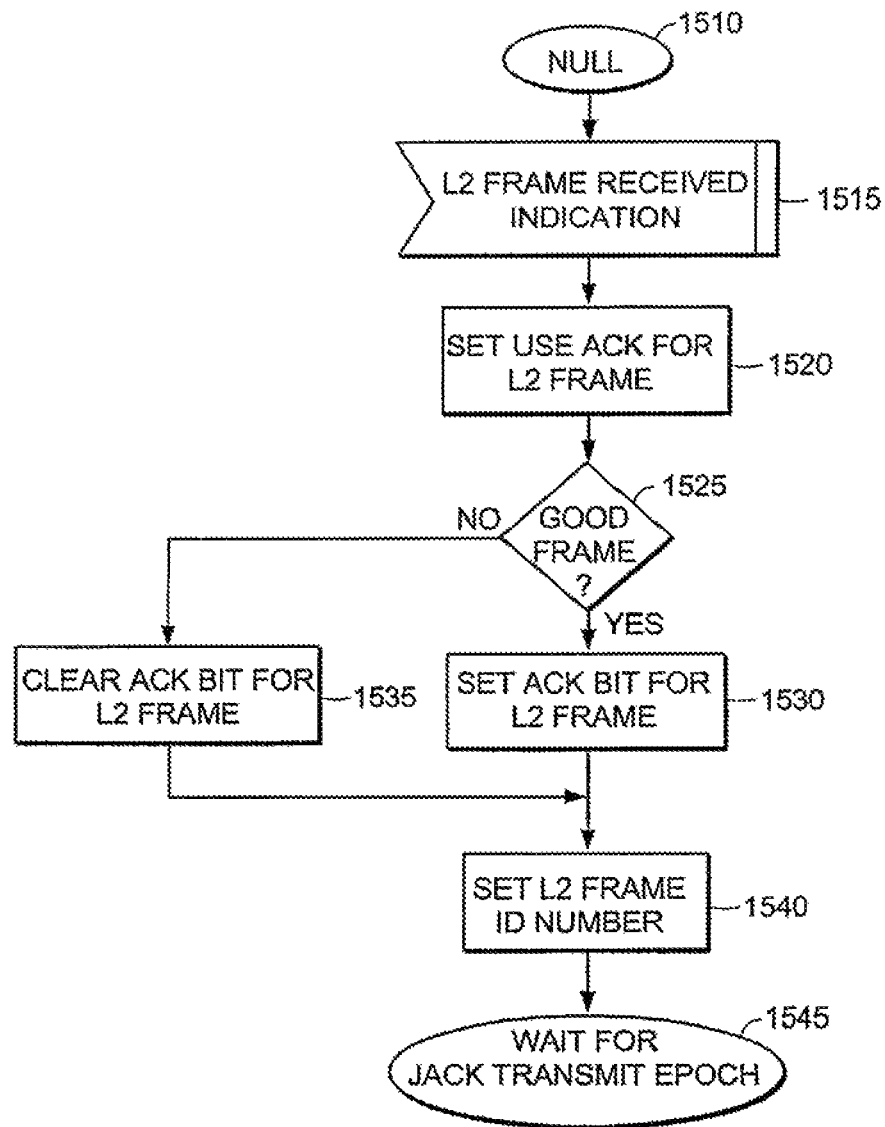 1510
NULL
L2 FRAME RECEIVED
INDICATION
1515
SET USE ACK FOR
L2 FRAME
1520
1525
NO
GOOD
FRAME
?
YES
CLEAR ACK BIT FOR
L2 FRAME
1535
SET ACK BIT FOR
L2 FRAME
1530
SET L2 FRAME
ID NUMBER
1540
1545
WAIT FOR
JACK TRANSMIT EPOCH